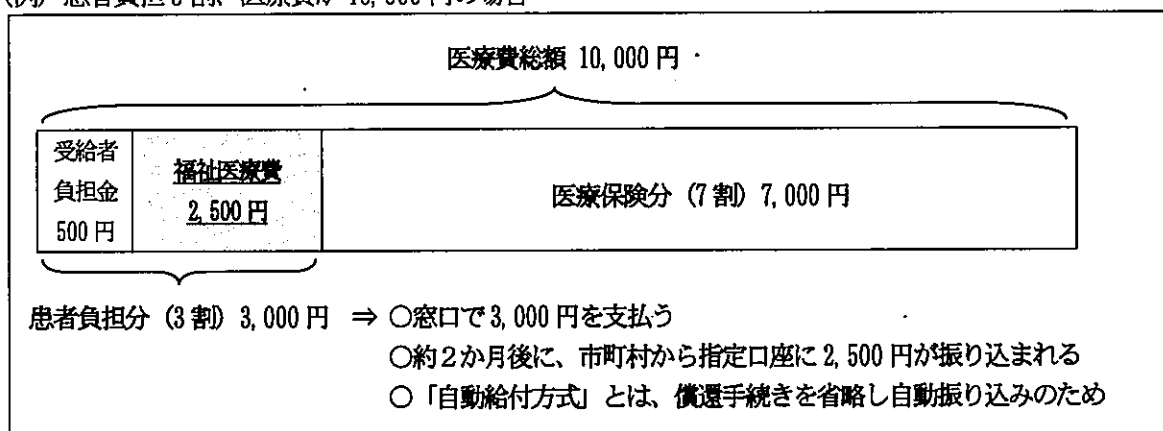 医療費総額 10,000円
受給者
負担金
500円
福祉医療費
2,500円
医療保険分(7割)7,000円
患者負担分(3割)3,000円 ⇒ ○窓口で3,000円を支払う
○約2か月後に、市町村から指定口座に2,500円が振り込まれる
○「自動給付方式」とは、償還手続きを省略し自動振り込みのため